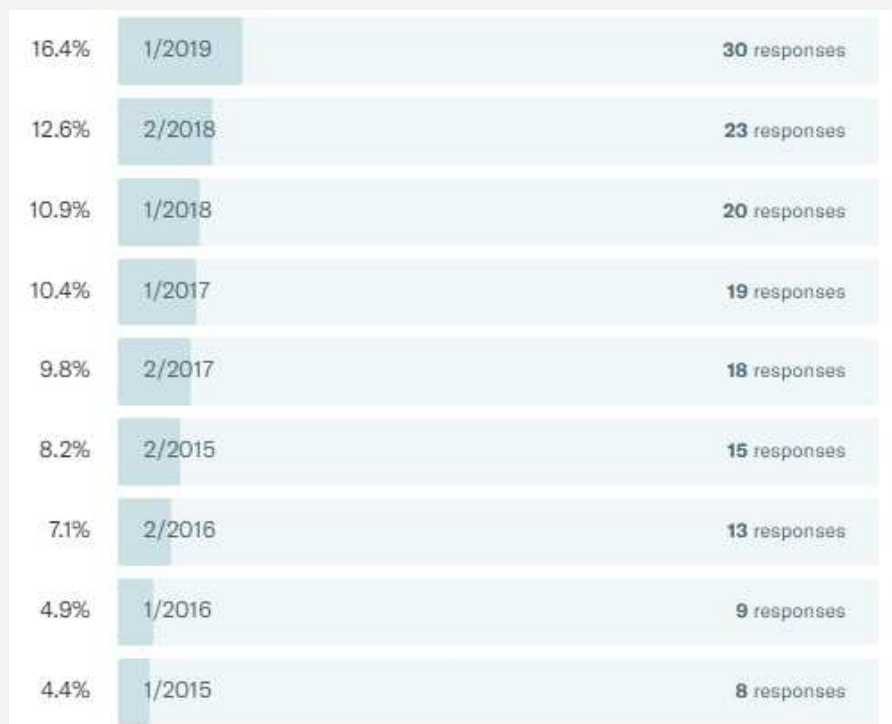 16.4% 1/2019 30 responses
12.6% 2/2018 23 responses
10.9% 1/2018 20 responses
10.4% 1/2017 19 responses
9.8% 2/2017 18 responses
8.2% 2/2015 15 responses
7.1% 2/2016 13 responses
4.9% 1/2016 9 responses
4.4% 1/2015 8 responses